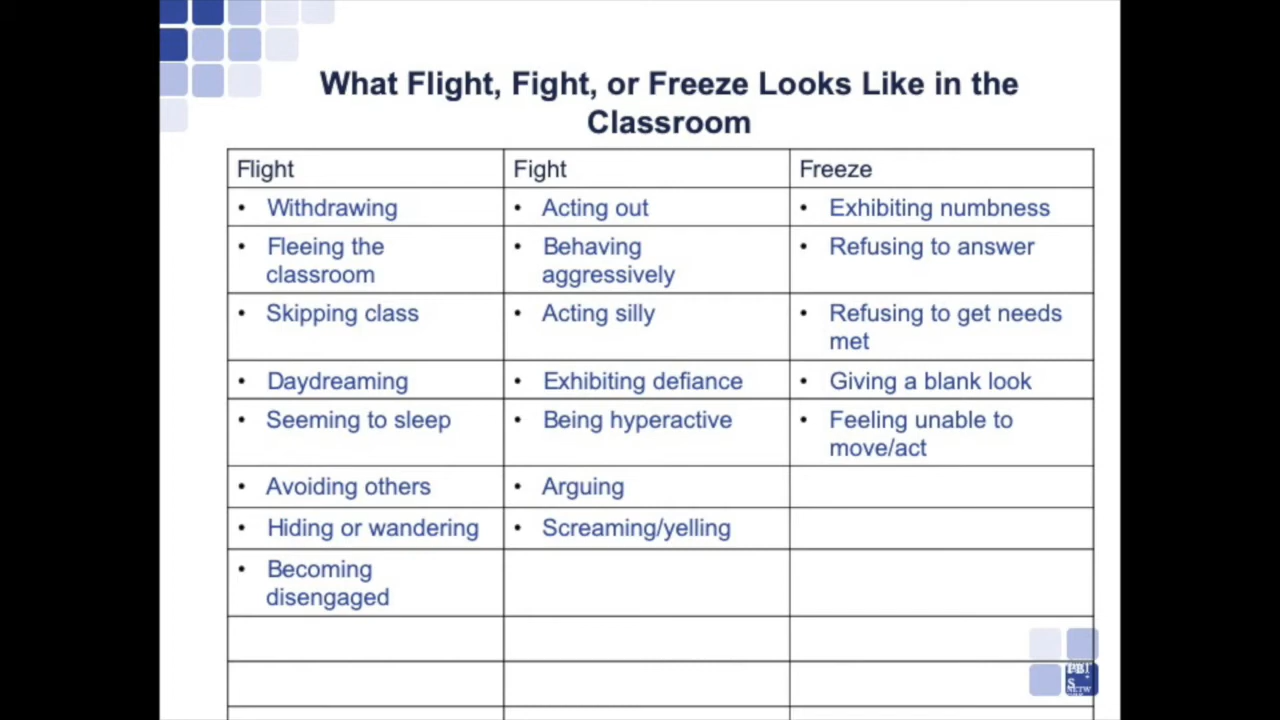 What Flight, Fight, or Freeze Looks Like in the
Classroom
Flight
Fight
Freeze
• Withdrawing
• Acting out
• Exhibiting numbness
• Fleeing the
classroom
• Behaving
aggressively
• Refusing to answer
• Skipping class
• Acting silly
• Refusing to get needs
met
• Daydreaming
• Exhibiting defiance
• Giving a blank look
• Seeming to sleep
• Being hyperactive
• Feeling unable to
move/act
• Avoiding others
• Arguing
• Hiding or wandering
• Screaming/yelling
• Becoming
disengaged